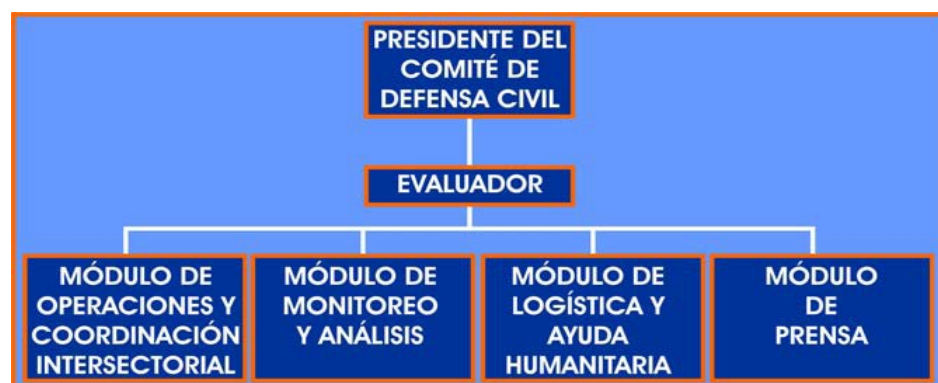 PRESIDENTE DEL
COMITÉ DE
DEFENSA CIVIL
EVALUADOR
MÓDULO DE
OPERACIONES Y
COORDINACIÓN
INTERSECTORIAL
MÓDULO DE
MONITOREO
Y ANÁLISIS
MÓDULO DE
LOGÍSTICA Y
AYUDA
HUMANITARIA
MÓDULO
DE
PRENSA